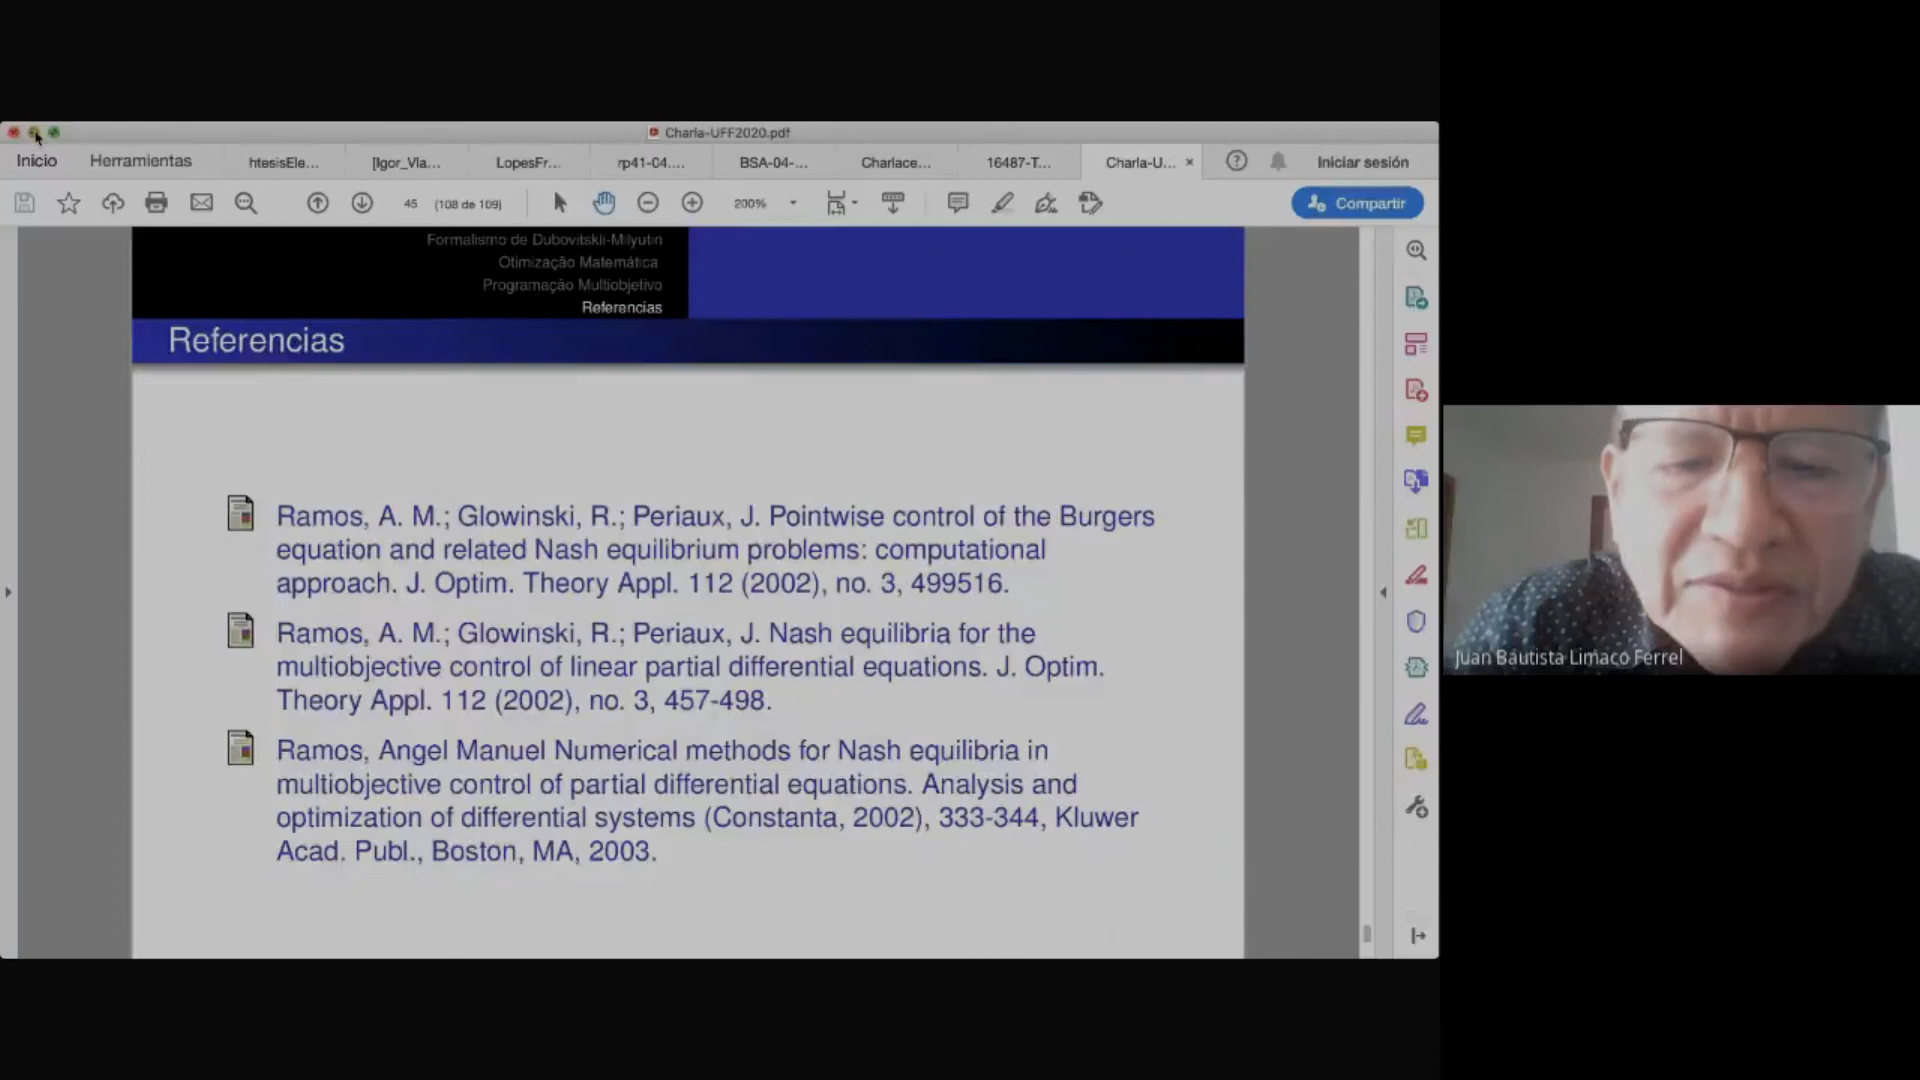 Charla-UFF2020.pdf
Inicio Herramientas htesisEle... [Igor_Vla... LopesFr... rp41-04.... BSA-04-... Charlace... 16487-T... Charla-U... × Iniciar sesión
45 (108 de 109) 200% Compartir
Formalismo de Dubovitskii-Milyutin
Otimização Matemática
Programação Multiobjetivo
Referencias
Referencias
Ramos, A. M.; Glowinski, R.; Periaux, J. Pointwise control of the Burgers
equation and related Nash equilibrium problems: computational
approach. J. Optim. Theory Appl. 112 (2002), no. 3, 499516.
Ramos, A. M.; Glowinski, R.; Periaux, J. Nash equilibria for the
multiobjective control of linear partial differential equations. J. Optim.
Theory Appl. 112 (2002), no. 3, 457-498.
Ramos, Angel Manuel Numerical methods for Nash equilibria in
multiobjective control of partial differential equations. Analysis and
optimization of differential systems (Constanta, 2002), 333-344, Kluwer
Acad. Publ., Boston, MA, 2003.
Juan Bautista Limaco Ferrel